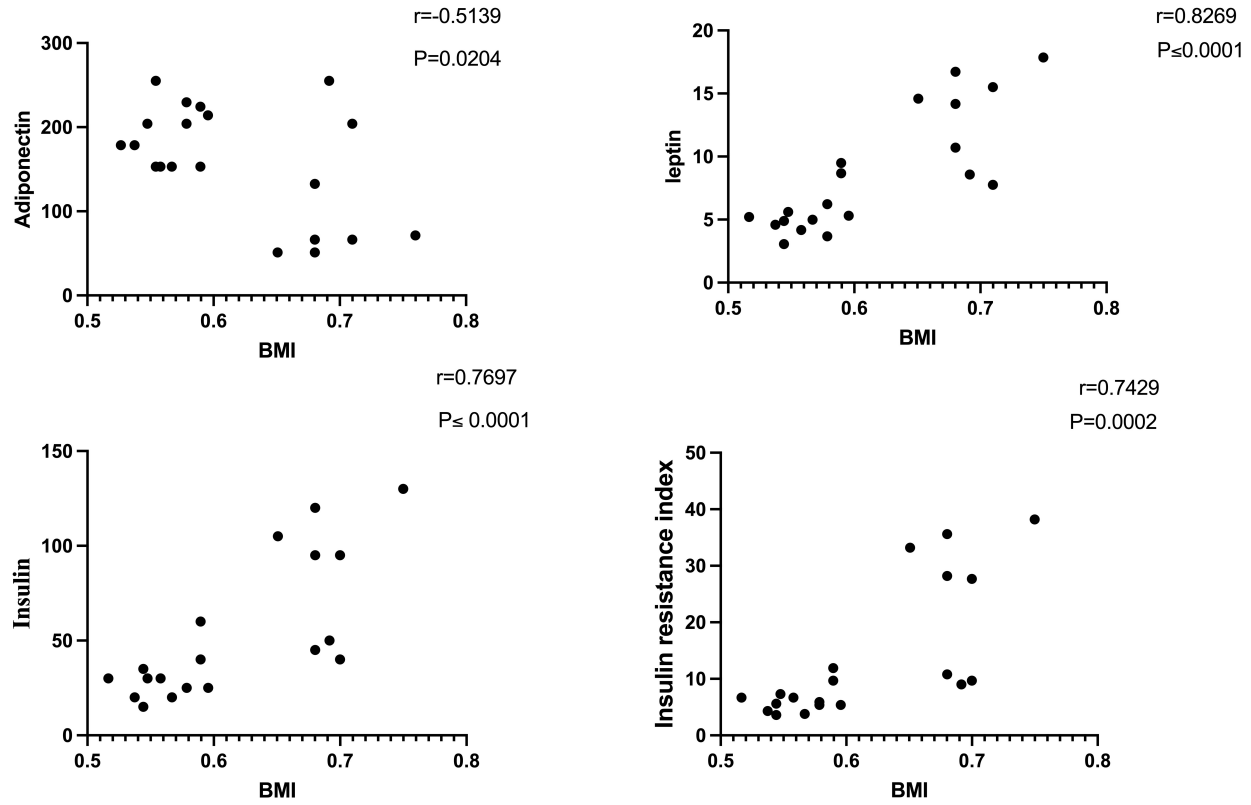 r=-0.5139
P=0.0204
300
200
100
0
Adiponectin
0.5 0.6 0.7 0.8
BMI
r=0.8269
P≤0.0001
20
15
10
5
0
leptin
0.5 0.6 0.7 0.8
BMI
r=0.7697
P≤ 0.0001
150
100
50
0
Insulin
0.5 0.6 0.7 0.8
BMI
r=0.7429
P=0.0002
50
40
30
20
10
0
Insulin resistance index
0.5 0.6 0.7 0.8
BMI